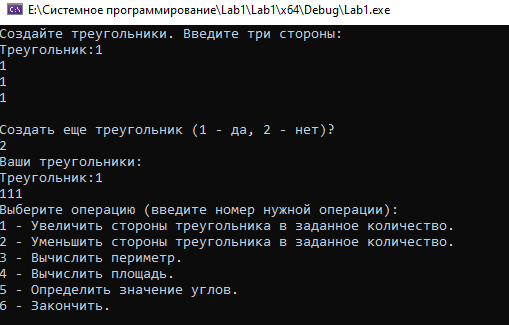 E:\Системное программирование\Lab1\Lab1\x64\Debug\Lab1.exe
Создайте треугольники. Введите три стороны:
Треугольник:1
1
1
1
Создать еще треугольник (1 - да, 2 - нет)?
2
Ваши треугольники:
Треугольник:1
111
Выберите операцию (введите номер нужной операции):
1 - Увеличить стороны треугольника в заданное количество.
2 - Уменьшить стороны треугольника в заданное количество.
3 - Вычислить периметр.
4 - Вычислить площадь.
5 - Определить значение углов.
6 - Закончить.